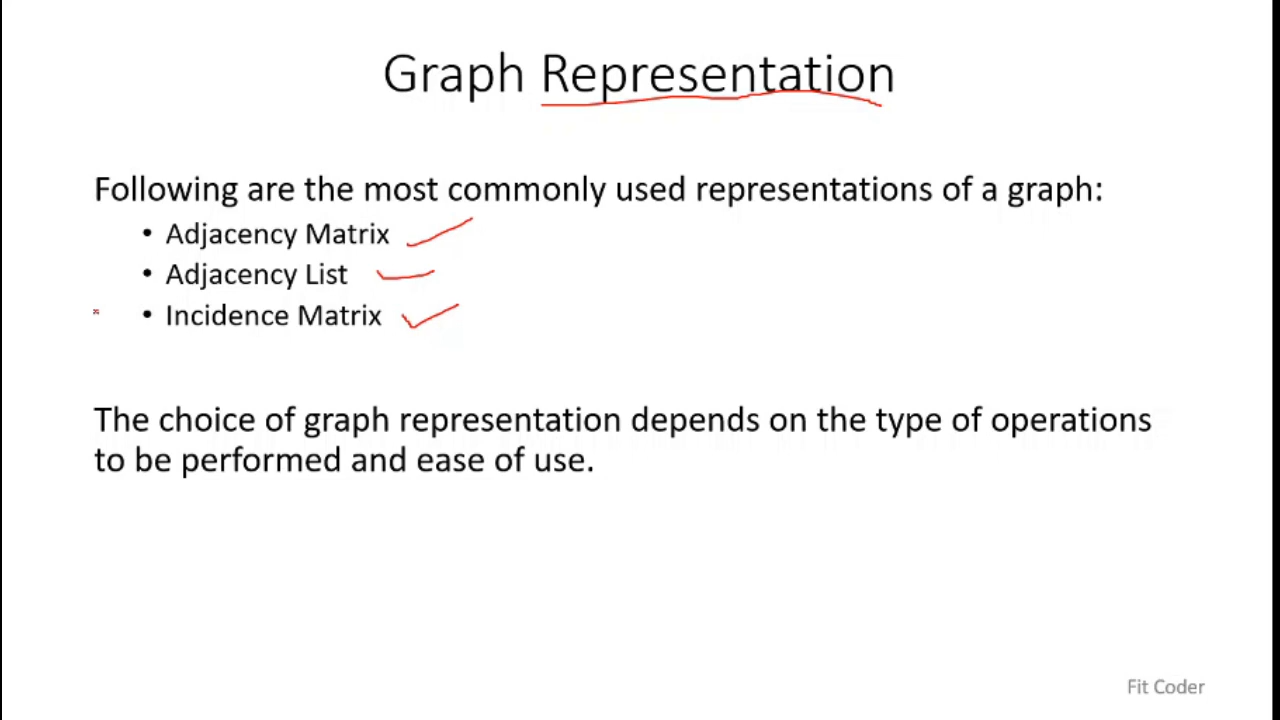 Graph Representation
Following are the most commonly used representations of a graph:
• Adjacency Matrix
• Adjacency List
• Incidence Matrix
The choice of graph representation depends on the type of operations
to be performed and ease of use.
Fit Coder